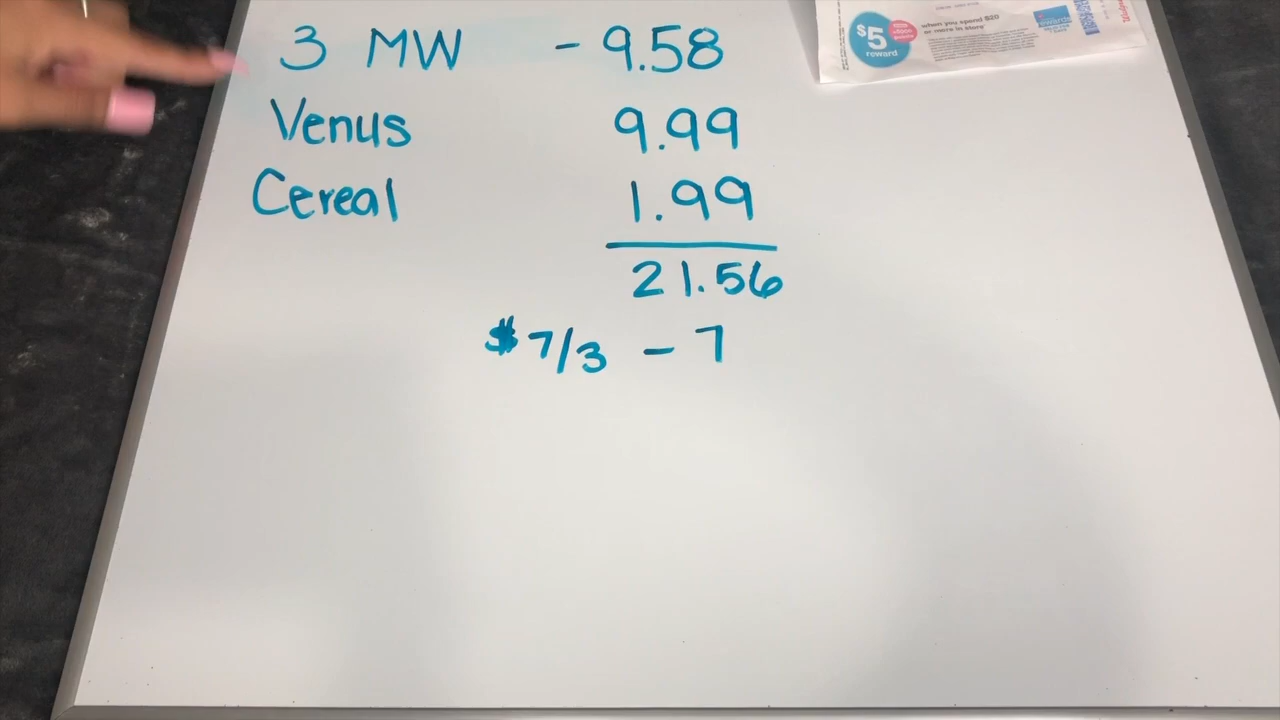 3 MW - 9.58
Venus 9.99
Cereal 1.99
21.56
$7/3 - 7
$5
reward
when you spend $20
or more in store
rewards